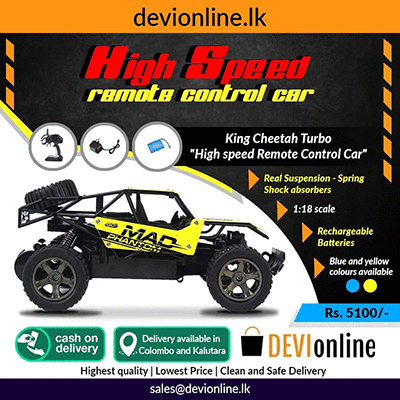 devionline.lk
High Speed
remote control car
King Cheetah Turbo
"High speed Remote Control Car"
Real Suspension - Spring
Shock absorbers
1:18 scale
Rechargeable
Batteries
Blue and yellow
colours available
MAD
PHANTOM
Rs. 5100/-
cash on
delivery
Delivery available in
Colombo and Kalutara
DEVIonline
Highest quality | Lowest Price | Clean and Safe Delivery
sales@devionline.lk